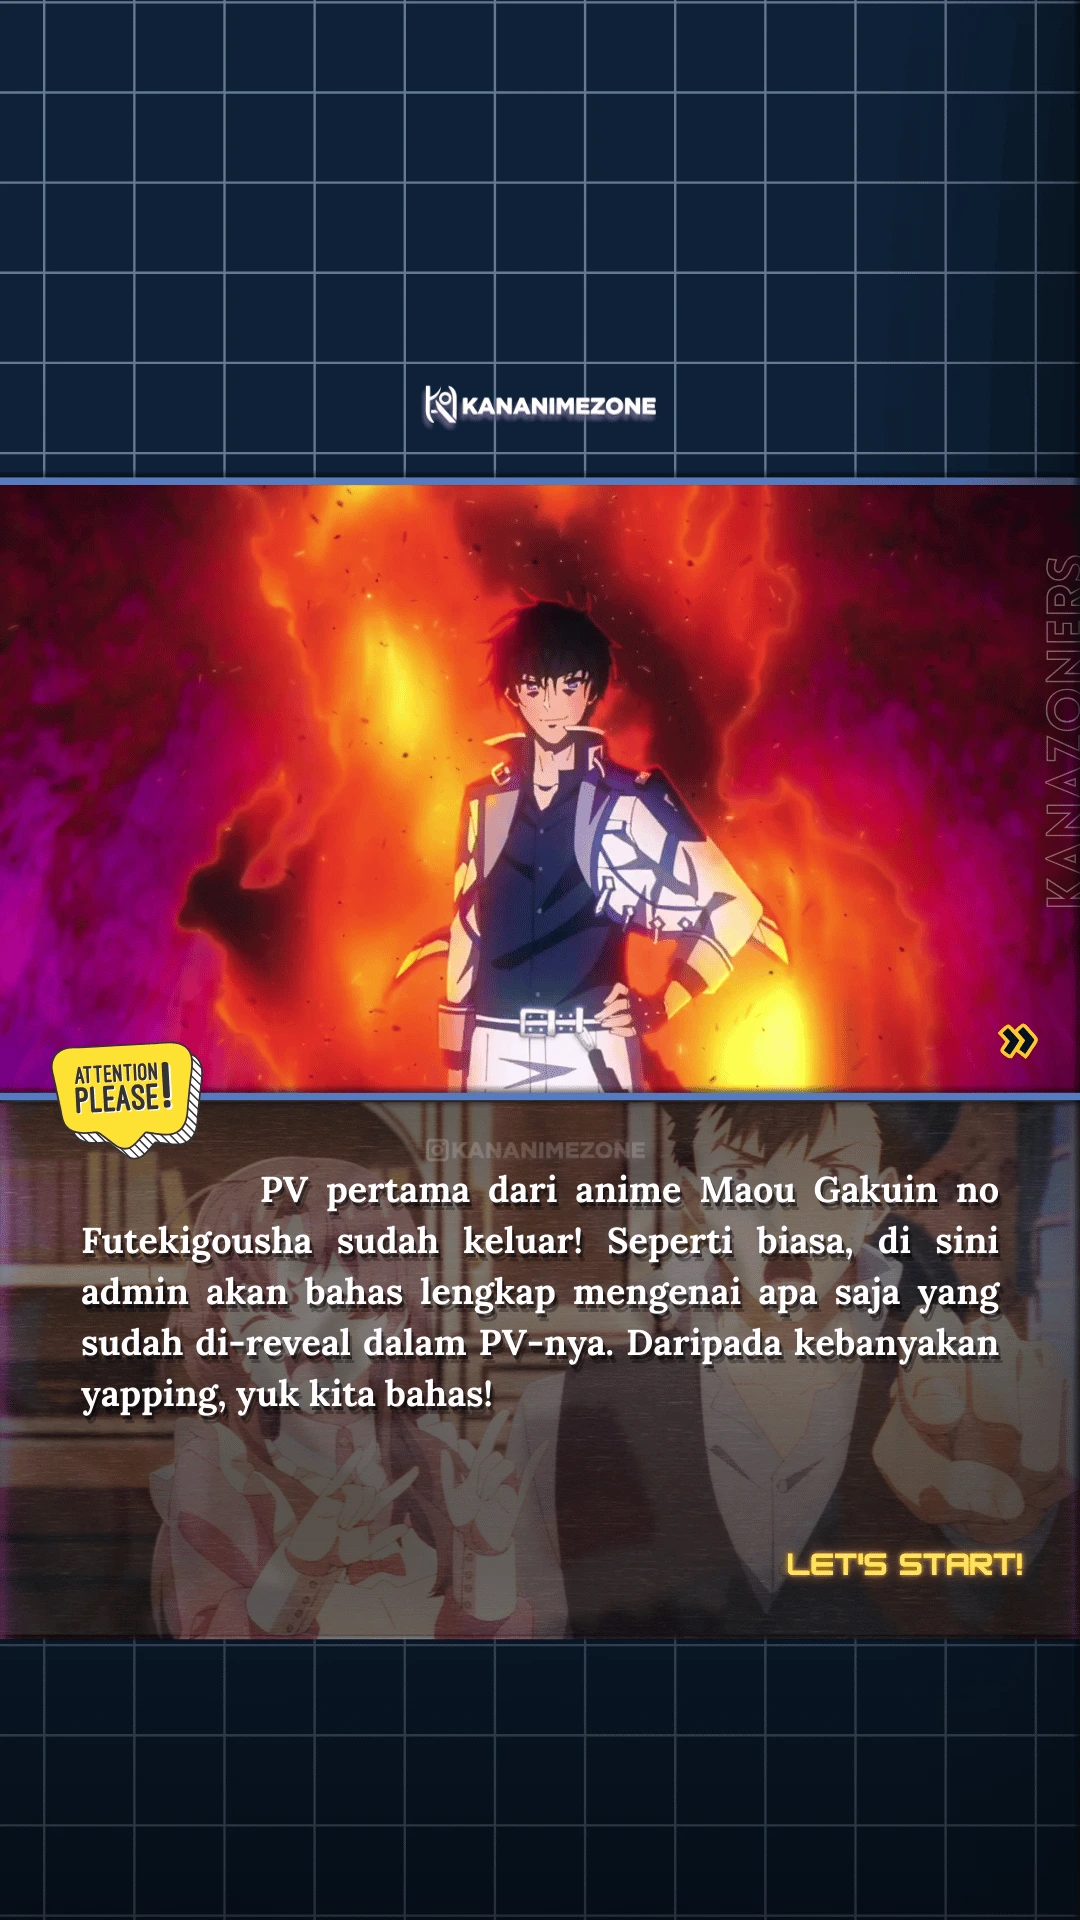 KANANIMEZONE
KANAZONERS
ATTENTION
PLEASE!
KANANIMEZONE
PV pertama dari anime Maou Gakuin no
Futekigousha sudah keluar! Seperti biasa, di sini
admin akan bahas lengkap mengenai apa saja yang
sudah di-reveal dalam PV-nya. Daripada kebanyakan
yapping, yuk kita bahas!
LET'S START!